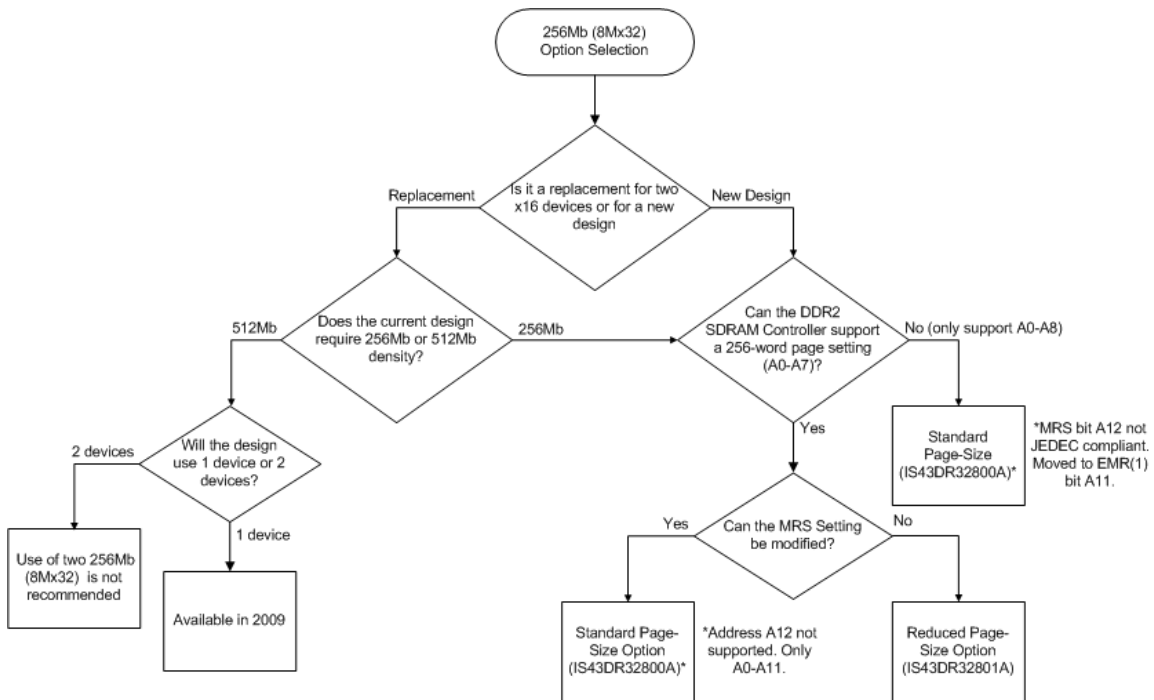 256Mb (8Mx32)
Option Selection
Is it a replacement for two
x16 devices or for a new
design
Replacement
New Design
Does the current design
require 256Mb or 512Mb
density?
512Mb
256Mb
Can the DDR2
SDRAM Controller support
a 256-word page setting
(A0-A7)?
No (only support A0-A8)
Yes
Standard
Page-Size
(IS43DR32800A)*
*MRS bit A12 not
JEDEC compliant.
Moved to EMR(1)
bit A11.
Will the design
use 1 device or 2
devices?
2 devices
1 device
Use of two 256Mb
(8Mx32) is not
recommended
Available in 2009
Can the MRS Setting
be modified?
Yes
No
Standard Page-
Size Option
(IS43DR32800A)*
*Address A12 not
supported. Only
A0-A11.
Reduced Page-
Size Option
(IS43DR32801A)